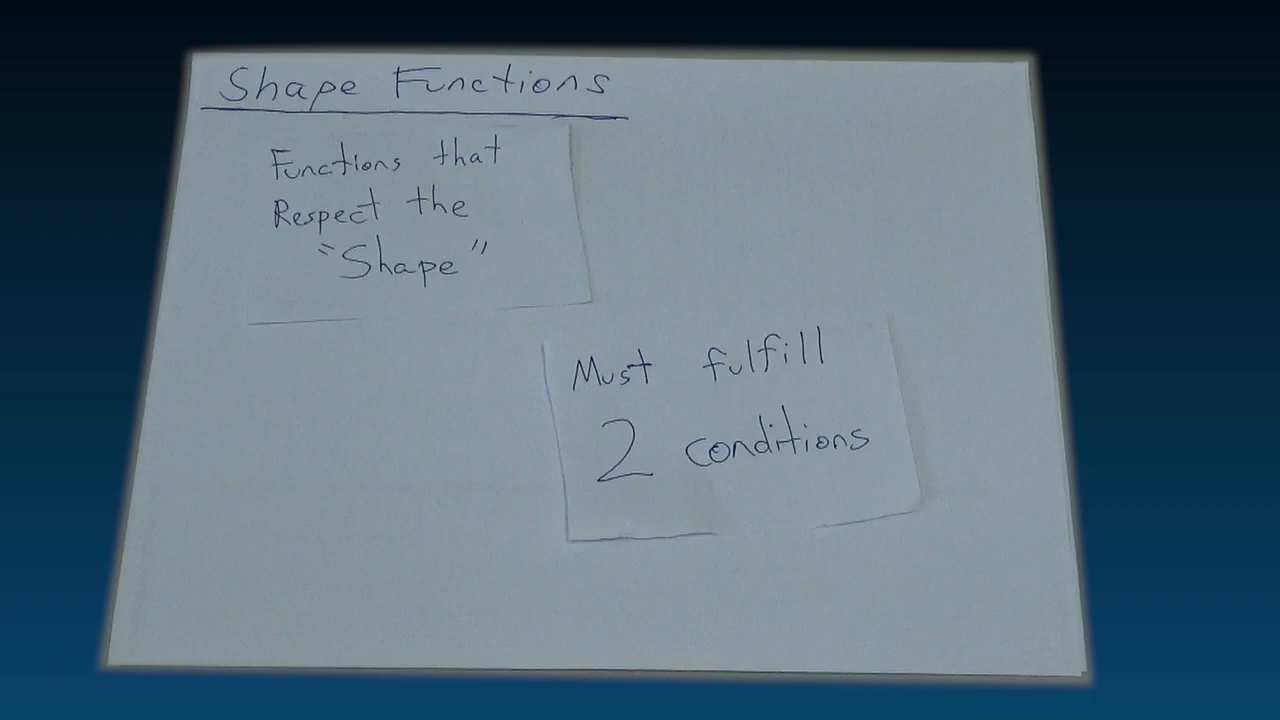 Shape Functions
Functions that
Respect the
"Shape"
Must fulfill
2 conditions